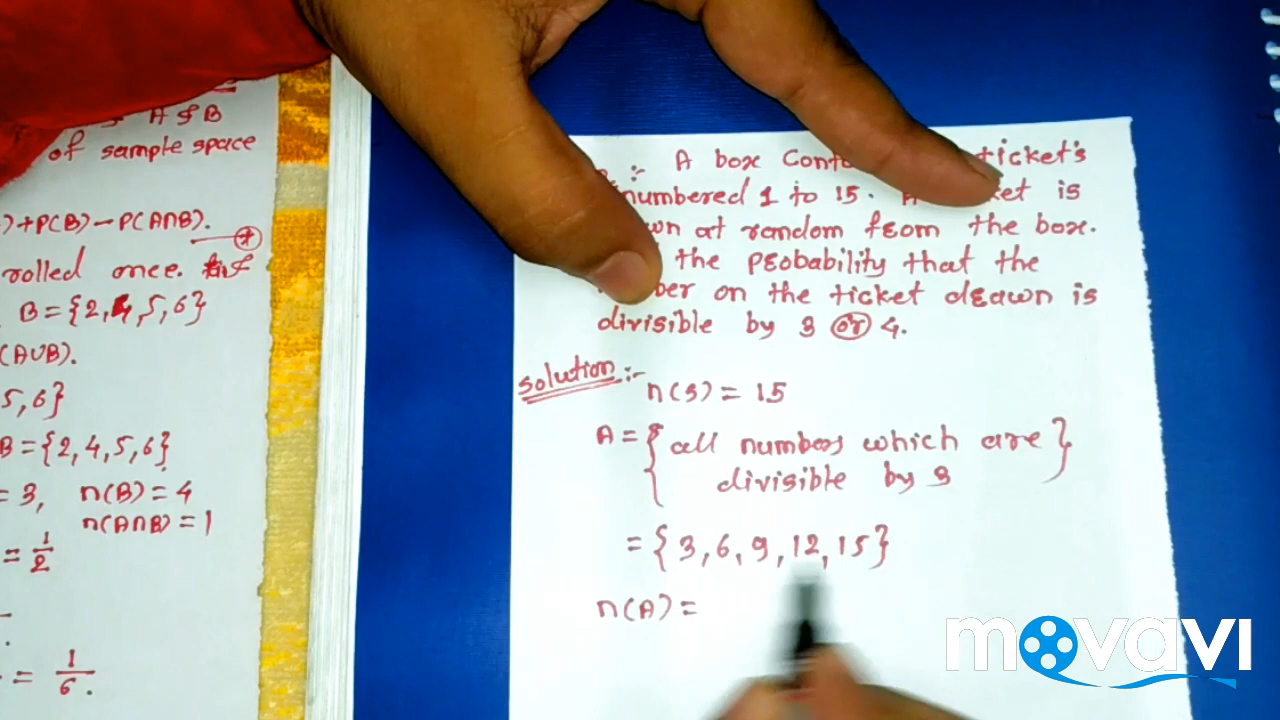 A & B
of sample space
)+P(B)-P(A∩B).
rolled once.
B={2,4,5,6}
(A∪B).
5,6}
B={2,4,5,6}
=3, n(B)=4
n(A∩B)=1
=1/2
= 1/6.
:- A box ticket's
numbered 1 to 15. is
at random from the box.
the probability that the
on the ticket drawn is
divisible by 3 or 4.
Solution:-
n(S)=15
A={all numbers which are
divisible by 3}
={3,6,9,12,15}
n(A)=
movavi